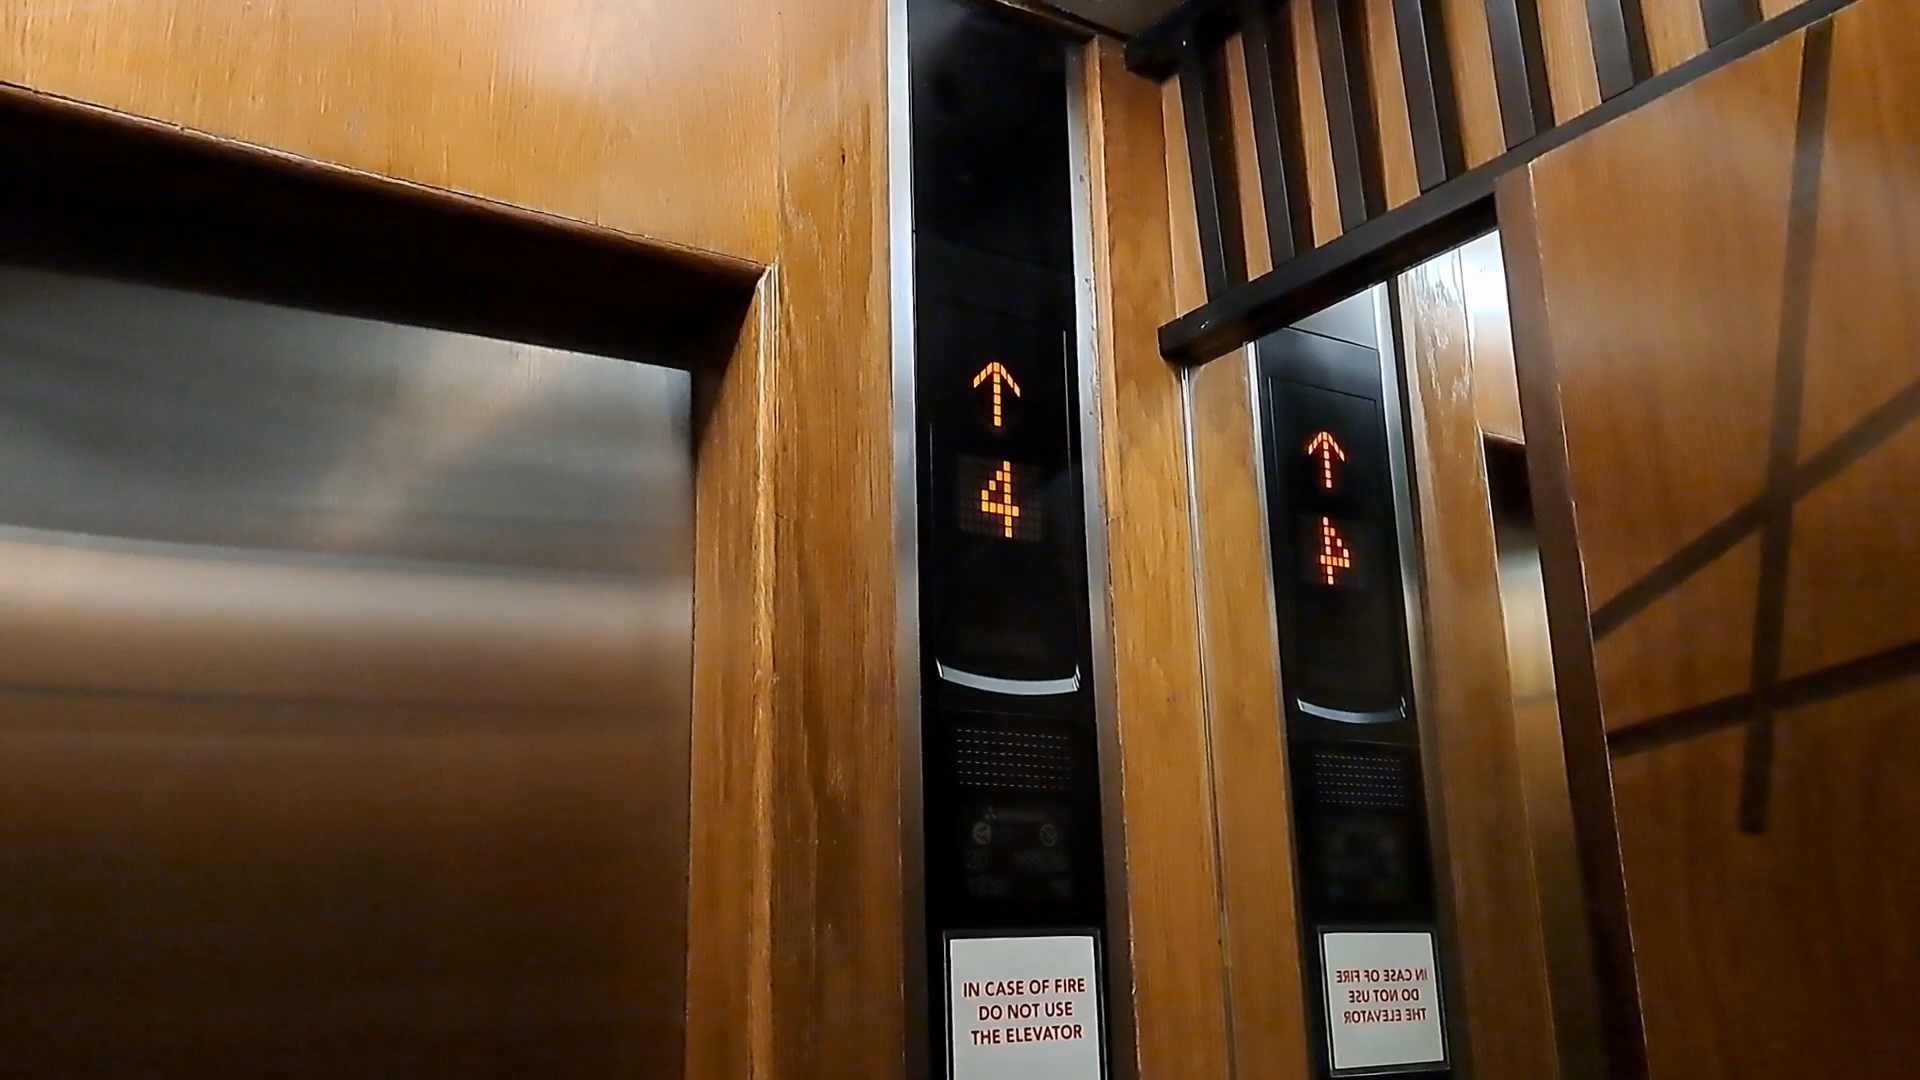 ↑
4
IN CASE OF FIRE
DO NOT USE
THE ELEVATOR